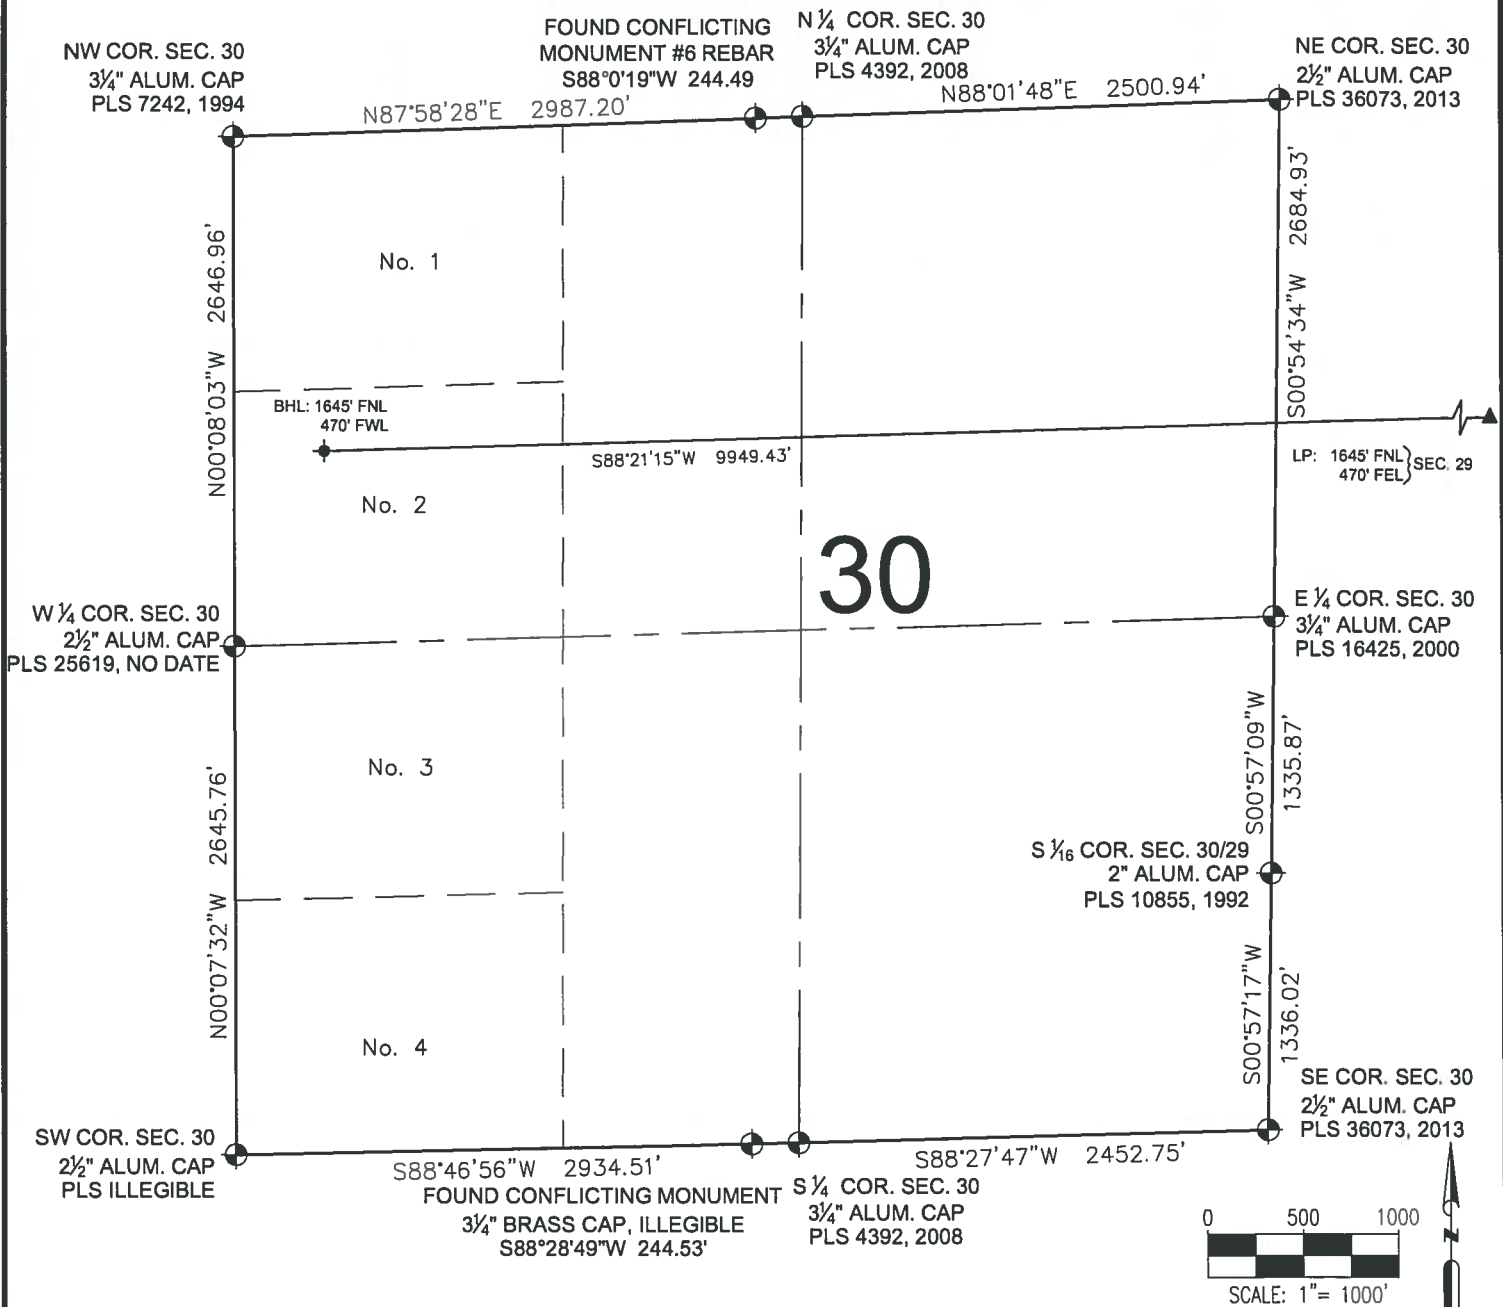 NW COR. SEC. 30
3¼" ALUM. CAP
PLS 7242, 1994
FOUND CONFLICTING
MONUMENT #6 REBAR
S88°0'19"W 244.49
N ¼ COR. SEC. 30
3¼" ALUM. CAP
PLS 4392, 2008
NE COR. SEC. 30
2½" ALUM. CAP
PLS 36073, 2013
N87°58'28"E 2987.20'
N88°01'48"E 2500.94'
N00°08'03"W 2646.96'
S00°54'34"W 2684.93'
No. 1
BHL: 1645' FNL
470' FWL
S88°21'15"W 9949.43'
LP: 1645' FNL
470' FEL
SEC. 29
No. 2
30
W ¼ COR. SEC. 30
2½" ALUM. CAP
PLS 25619, NO DATE
E ¼ COR. SEC. 30
3¼" ALUM. CAP
PLS 16425, 2000
N00°07'32"W 2645.76'
S00°57'09"W
1335.87'
No. 3
S 1⁄16 COR. SEC. 30/29
2" ALUM. CAP
PLS 10855, 1992
S00°57'17"W
1336.02'
No. 4
SW COR. SEC. 30
2½" ALUM. CAP
PLS ILLEGIBLE
SE COR. SEC. 30
2½" ALUM. CAP
PLS 36073, 2013
S88°46'56"W 2934.51'
S88°27'47"W 2452.75'
FOUND CONFLICTING MONUMENT
3¼" BRASS CAP, ILLEGIBLE
S88°28'49"W 244.53'
S ¼ COR. SEC. 30
3¼" ALUM. CAP
PLS 4392, 2008
0 500 1000
SCALE: 1"= 1000'
N